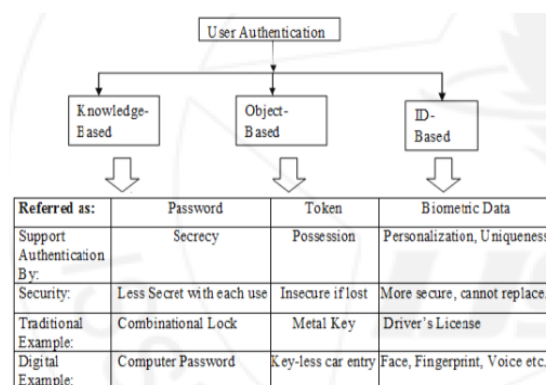 User Authentication
Knowledge-
Based
Object-
Based
ID-
Based
Referred as: Password Token Biometric Data
Support Secrecy Possession Personalization, Uniqueness
Authentication
By:
Security: Less Secret with each use Insecure if lost More secure, cannot replace.
Traditional Combinational Lock Metal Key Driver's License
Example:
Digital Computer Password Key-less car entry Face, Fingerprint, Voice etc.
Example: